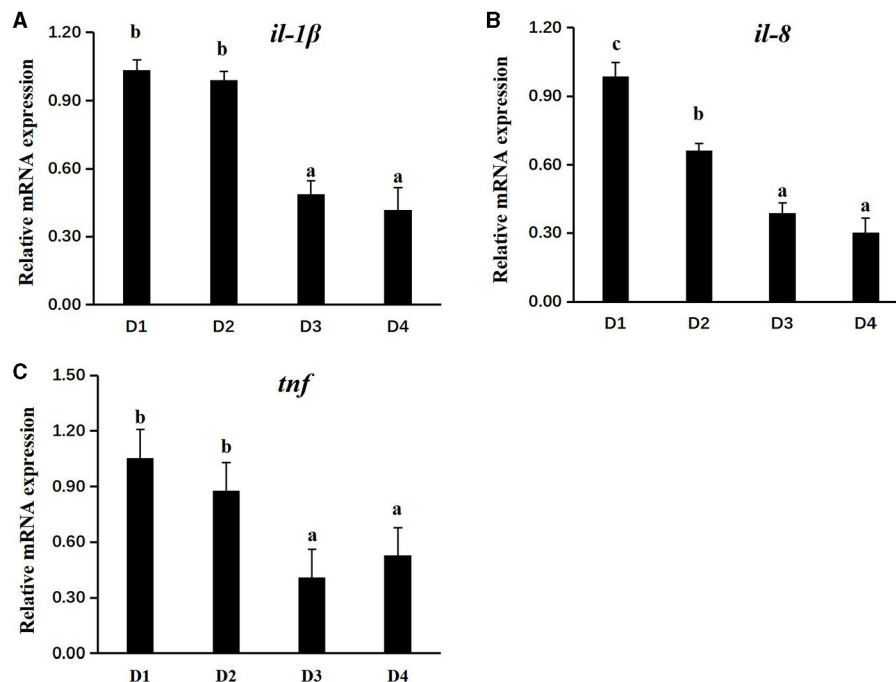 A
il-1β
Relative mRNA expression
1.20
0.90
0.60
0.30
0.00
b
b
a
a
D1 D2 D3 D4
B
il-8
Relative mRNA expression
1.20
0.90
0.60
0.30
0.00
c
b
a
a
D1 D2 D3 D4
C
tnf
Relative mRNA expression
1.50
1.20
0.90
0.60
0.30
0.00
b
b
a
a
D1 D2 D3 D4